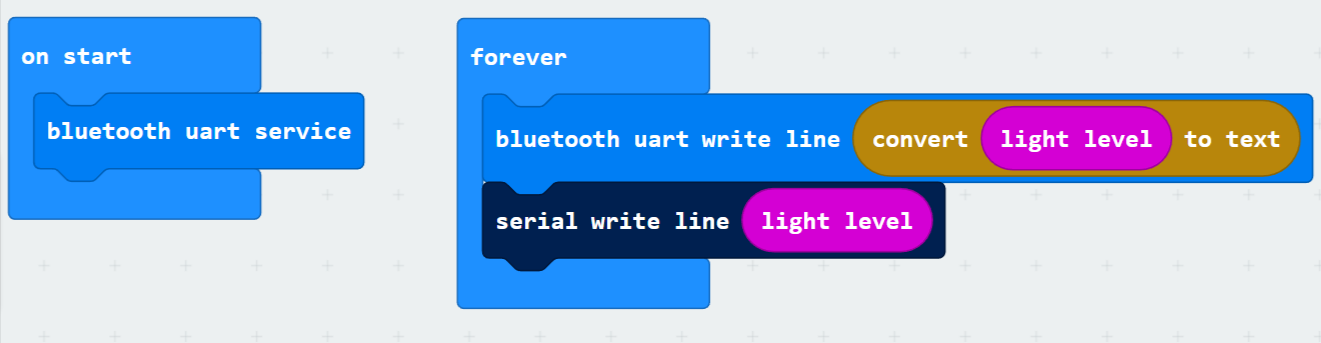 on start
bluetooth uart service
forever
bluetooth uart write line convert light level to text
serial write line light level